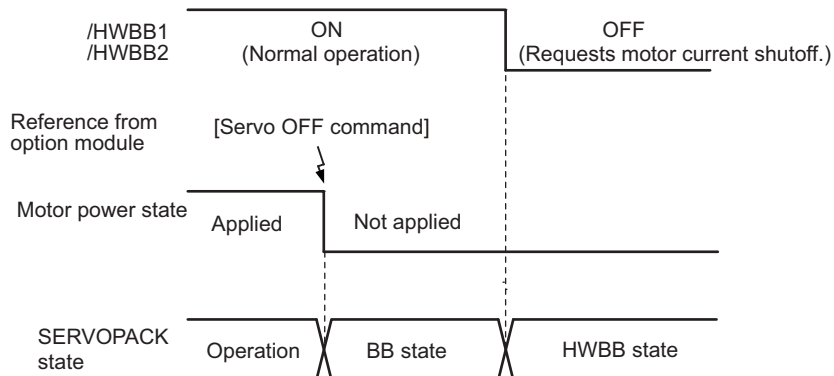 /HWBB1
/HWBB2
ON
(Normal operation)
OFF
(Requests motor current shutoff.)
Reference from
option module
[Servo OFF command]
Motor power state
Applied
Not applied
SERVOPACK
state
Operation
BB state
HWBB state